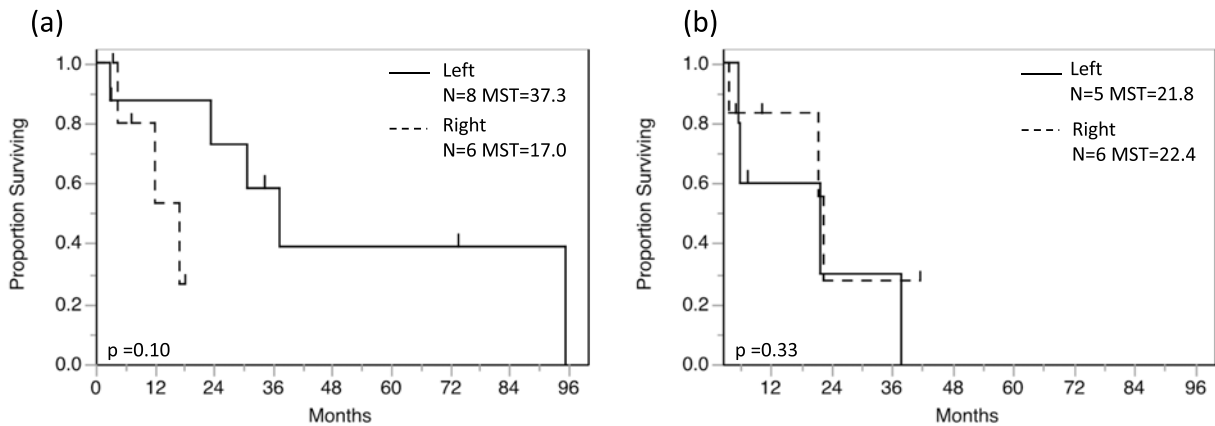 (a)
Proportion Surviving
1.0
0.8
0.6
0.4
0.2
0.0
Left
N=8 MST=37.3
Right
N=6 MST=17.0
p =0.10
0 12 24 36 48 60 72 84 96
Months
(b)
Proportion Surviving
1.0
0.8
0.6
0.4
0.2
0.0
Left
N=5 MST=21.8
Right
N=6 MST=22.4
p =0.33
12 24 36 48 60 72 84 96
Months